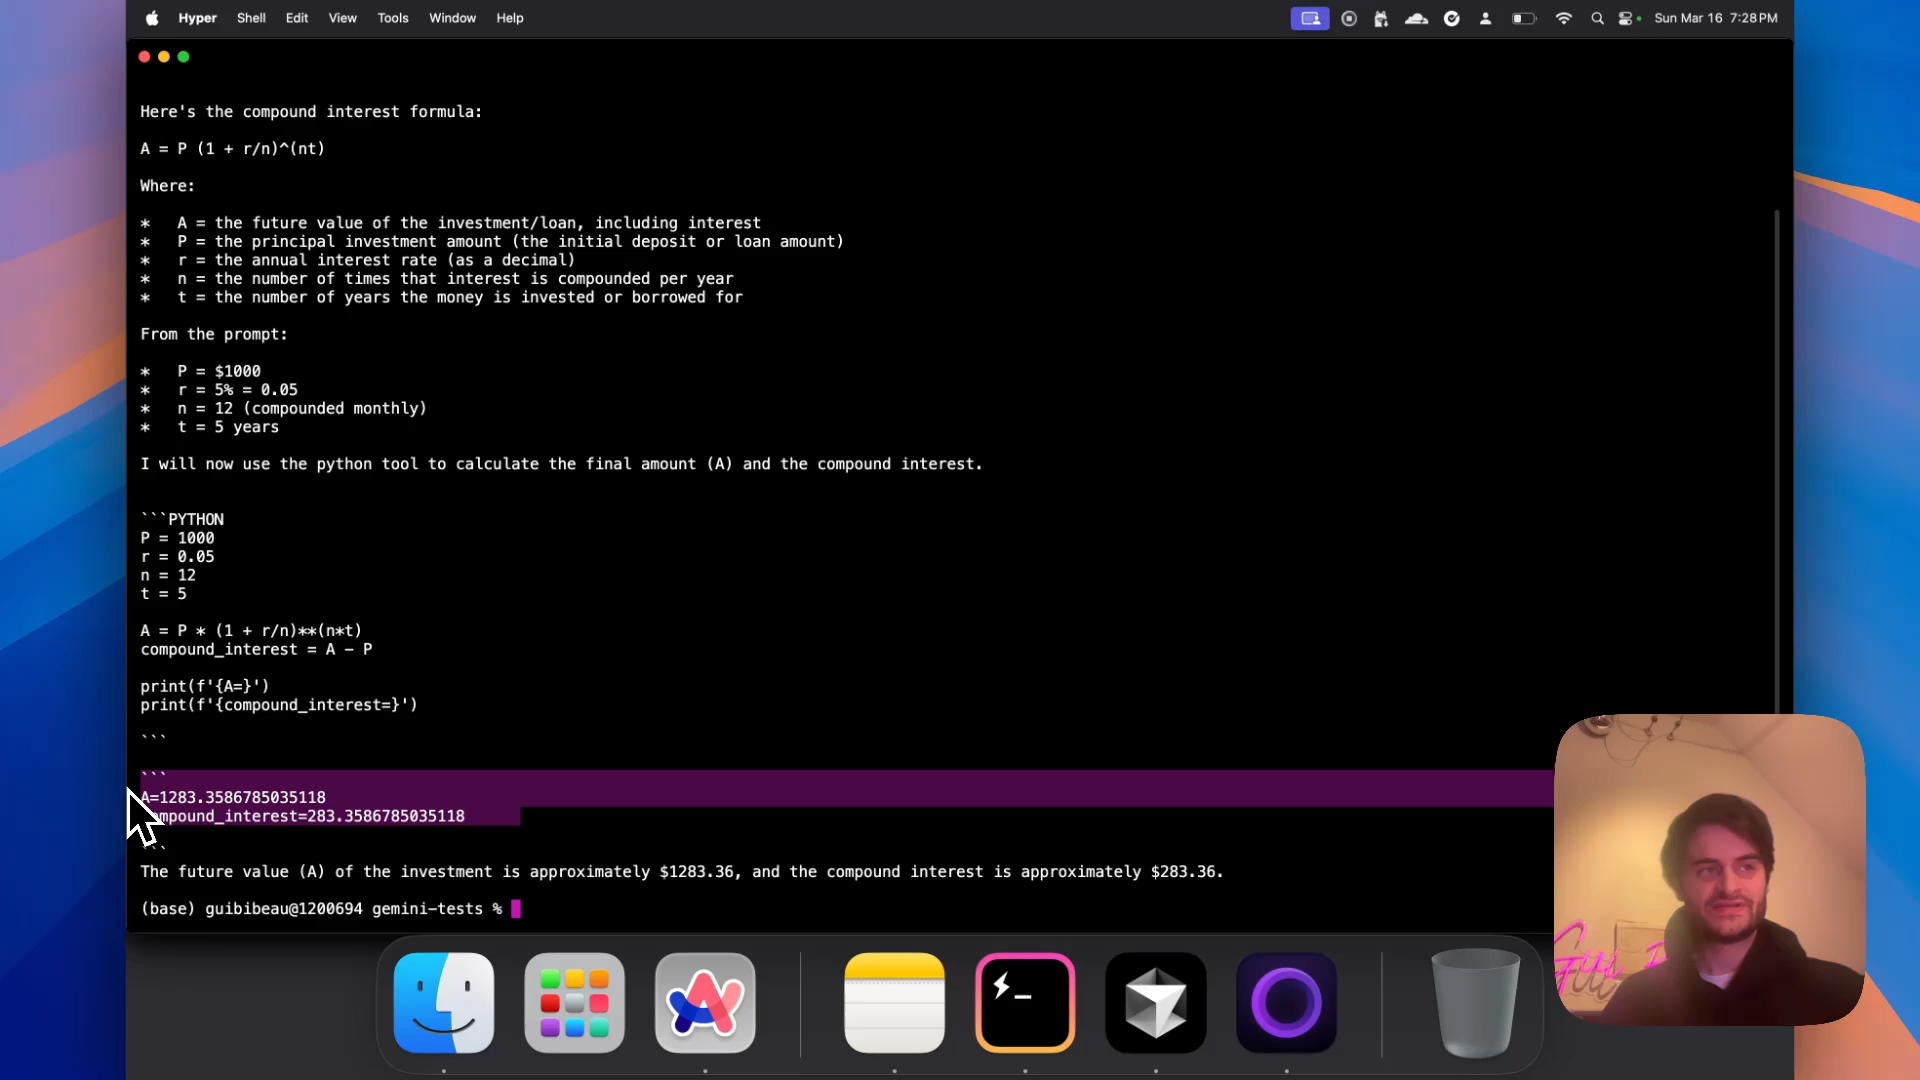 Hyper Shell Edit View Tools Window Help
Sun Mar 16 7:28 PM
Here's the compound interest formula:
A = P (1 + r/n)^(nt)
Where:
* A = the future value of the investment/loan, including interest
* P = the principal investment amount (the initial deposit or loan amount)
* r = the annual interest rate (as a decimal)
* n = the number of times that interest is compounded per year
* t = the number of years the money is invested or borrowed for
From the prompt:
* P = $1000
* r = 5% = 0.05
* n = 12 (compounded monthly)
* t = 5 years
I will now use the python tool to calculate the final amount (A) and the compound interest.
```PYTHON
P = 1000
r = 0.05
n = 12
t = 5
A = P * (1 + r/n)**(n*t)
compound_interest = A - P
print(f'{A=}')
print(f'{compound_interest=}')
```
```
A=1283.3586785035118
compound_interest=283.3586785035118
```
The future value (A) of the investment is approximately $1283.36, and the compound interest is approximately $283.36.
(base) guibibeau@1200694 gemini-tests %
Gui